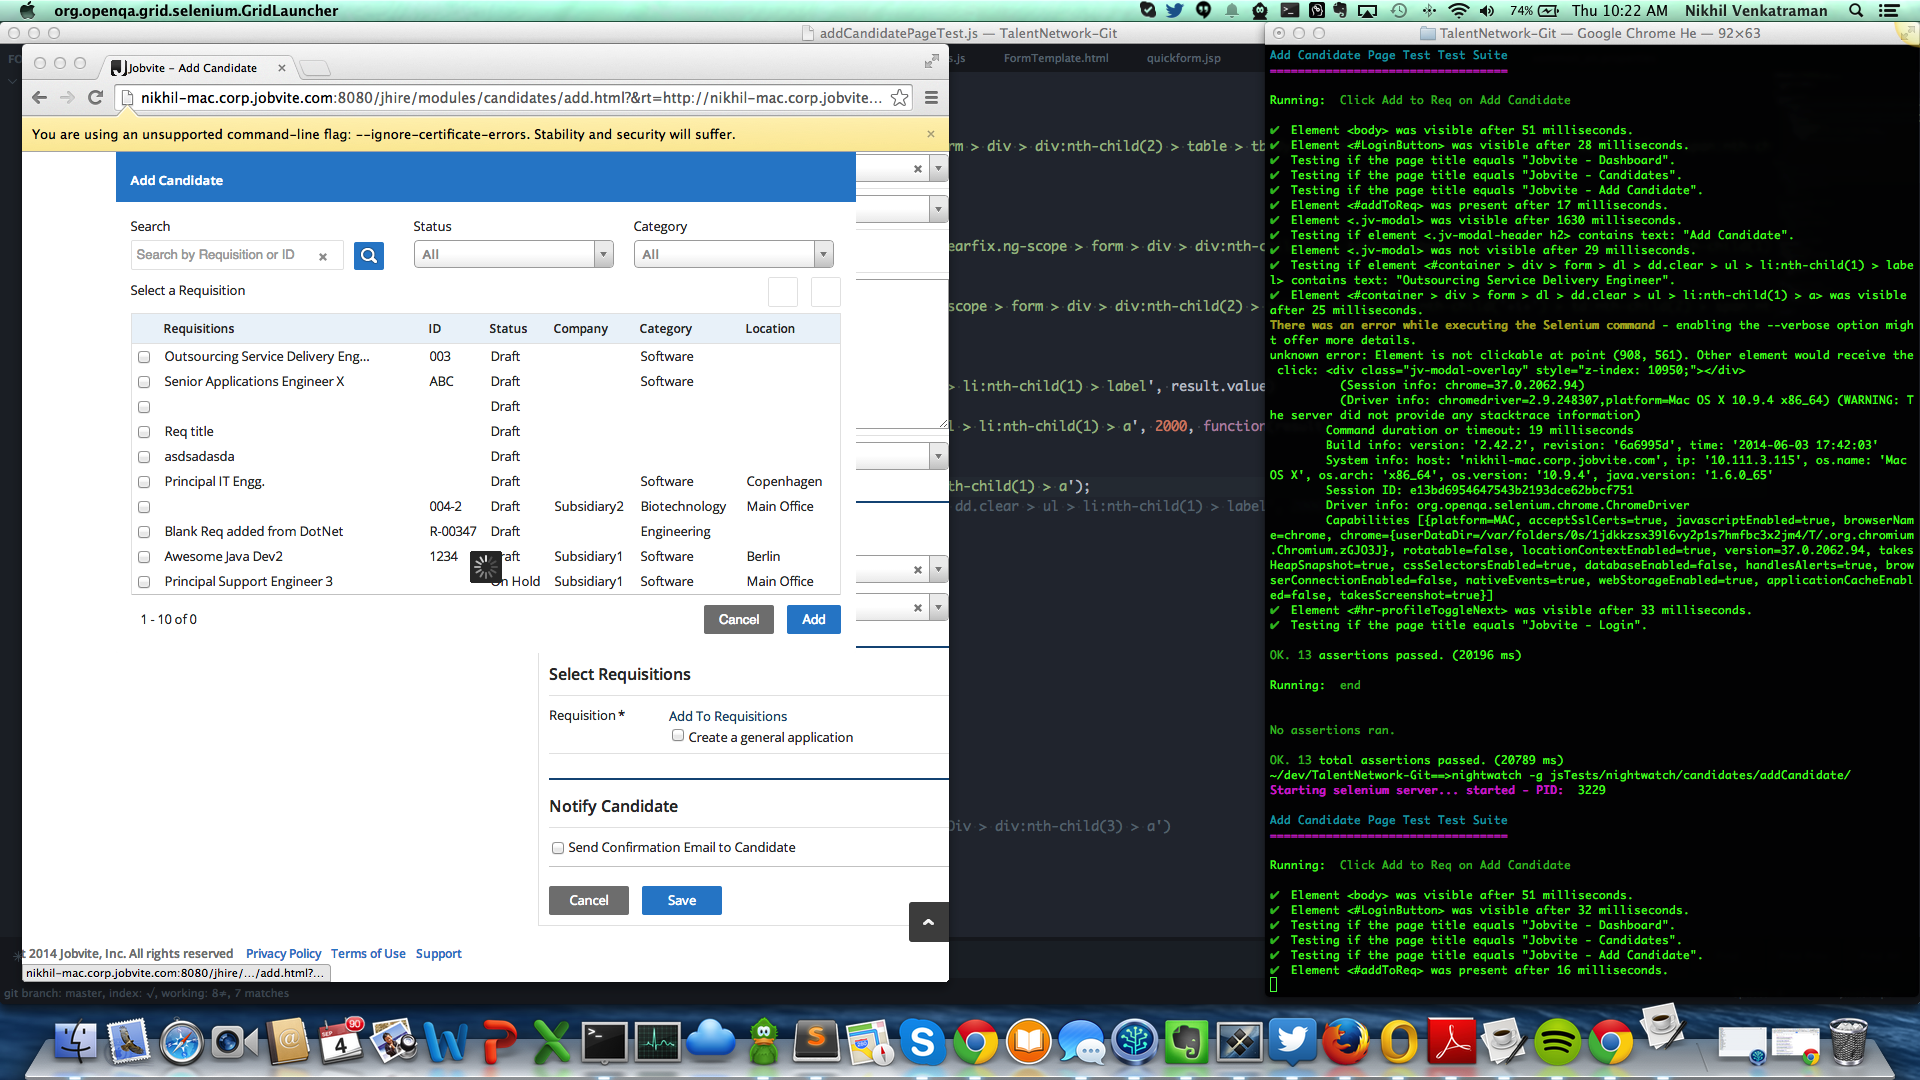 org.openqa.grid.selenium.GridLauncher
74%
Thu 10:22 AM
Nikhil Venkatraman
addCandidatePageTest.js — TalentNetwork-Git
TalentNetwork-Git — Google Chrome He — 92×63
Jobvite - Add Candidate
s.js
FormTemplate.html
quickform.jsp
nikhil-mac.corp.jobvite.com:8080/jhire/modules/candidates/add.html?&rt=http://nikhil-mac.corp.jobvite...
You are using an unsupported command-line flag: --ignore-certificate-errors. Stability and security will suffer.
Add Candidate
Search
Status
Category
Search by Requisition or ID
All
All
Select a Requisition
Requisitions ID Status Company Category Location
Outsourcing Service Delivery Eng... 003 Draft Software
Senior Applications Engineer X ABC Draft Software
Draft
Req title Draft
asdsadasda Draft
Principal IT Engg. Draft Software Copenhagen
004-2 Draft Subsidiary2 Biotechnology Main Office
Blank Req added from DotNet R-00347 Draft Engineering
Awesome Java Dev2 1234 raft Subsidiary1 Software Berlin
Principal Support Engineer 3 On Hold Subsidiary1 Software Main Office
1 - 10 of 0
Cancel
Add
Select Requisitions
Requisition *
Add To Requisitions
Create a general application
Notify Candidate
Send Confirmation Email to Candidate
Cancel
Save
t 2014 Jobvite, Inc. All rights reserved Privacy Policy Terms of Use Support
nikhil-mac.corp.jobvite.com:8080/jhire/.../add.html?...
git branch: master, index: √, working: 8≠, 7 matches
rm > div > div:nth-child(2) > table > tb
earfix.ng-scope > form > div > div:nth-c
scope > form > div > div:nth-child(2) >
> li:nth-child(1) > label', result.value
l > li:nth-child(1) > a', 2000, function
th-child(1) > a');
dd.clear > ul > li:nth-child(1) > label
Div > div:nth-child(3) > a')
Add Candidate Page Test Test Suite
==================================
Running: Click Add to Req on Add Candidate
✔ Element <body> was visible after 51 milliseconds.
✔ Element <#LoginButton> was visible after 28 milliseconds.
✔ Testing if the page title equals "Jobvite - Dashboard".
✔ Testing if the page title equals "Jobvite - Candidates".
✔ Testing if the page title equals "Jobvite - Add Candidate".
✔ Element <#addToReq> was present after 17 milliseconds.
✔ Element <.jv-modal> was visible after 1630 milliseconds.
✔ Testing if element <.jv-modal-header h2> contains text: "Add Candidate".
✔ Element <.jv-modal> was not visible after 29 milliseconds.
✔ Testing if element <#container > div > form > dl > dd.clear > ul > li:nth-child(1) > labe
l> contains text: "Outsourcing Service Delivery Engineer".
✔ Element <#container > div > form > dl > dd.clear > ul > li:nth-child(1) > a> was visible
after 25 milliseconds.
There was an error while executing the Selenium command - enabling the --verbose option migh
t offer more details.
unknown error: Element is not clickable at point (908, 561). Other element would receive the
click: <div class="jv-modal-overlay" style="z-index: 10950;"></div>
(Session info: chrome=37.0.2062.94)
(Driver info: chromedriver=2.9.248307,platform=Mac OS X 10.9.4 x86_64) (WARNING: T
he server did not provide any stacktrace information)
Command duration or timeout: 19 milliseconds
Build info: version: '2.42.2', revision: '6a6995d', time: '2014-06-03 17:42:03'
System info: host: 'nikhil-mac.corp.jobvite.com', ip: '10.111.3.115', os.name: 'Mac
OS X', os.arch: 'x86_64', os.version: '10.9.4', java.version: '1.6.0_65'
Session ID: e13bd6954647543b2193dce62bbcf751
Driver info: org.openqa.selenium.chrome.ChromeDriver
Capabilities [{platform=MAC, acceptSslCerts=true, javascriptEnabled=true, browserNam
e=chrome, chrome={userDataDir=/var/folders/0s/1jdkkzsx39l6vy2p1s7hmfbc3x2jm4/T/.org.chromium
.Chromium.zGJO3J}, rotatable=false, locationContextEnabled=true, version=37.0.2062.94, takes
HeapSnapshot=true, cssSelectorsEnabled=true, databaseEnabled=false, handlesAlerts=true, brow
serConnectionEnabled=false, nativeEvents=true, webStorageEnabled=true, applicationCacheEnabl
ed=false, takesScreenshot=true}]
✔ Element <#hr-profileToggleNext> was visible after 33 milliseconds.
✔ Testing if the page title equals "Jobvite - Login".
OK. 13 assertions passed. (20196 ms)
Running: end
No assertions ran.
OK. 13 total assertions passed. (20789 ms)
~/dev/TalentNetwork-Git==>nightwatch -g jsTests/nightwatch/candidates/addCandidate/
Starting selenium server... started - PID: 3229
Add Candidate Page Test Test Suite
==================================
Running: Click Add to Req on Add Candidate
✔ Element <body> was visible after 51 milliseconds.
✔ Element <#LoginButton> was visible after 32 milliseconds.
✔ Testing if the page title equals "Jobvite - Dashboard".
✔ Testing if the page title equals "Jobvite - Candidates".
✔ Testing if the page title equals "Jobvite - Add Candidate".
✔ Element <#addToReq> was present after 16 milliseconds.
SEP
4
90